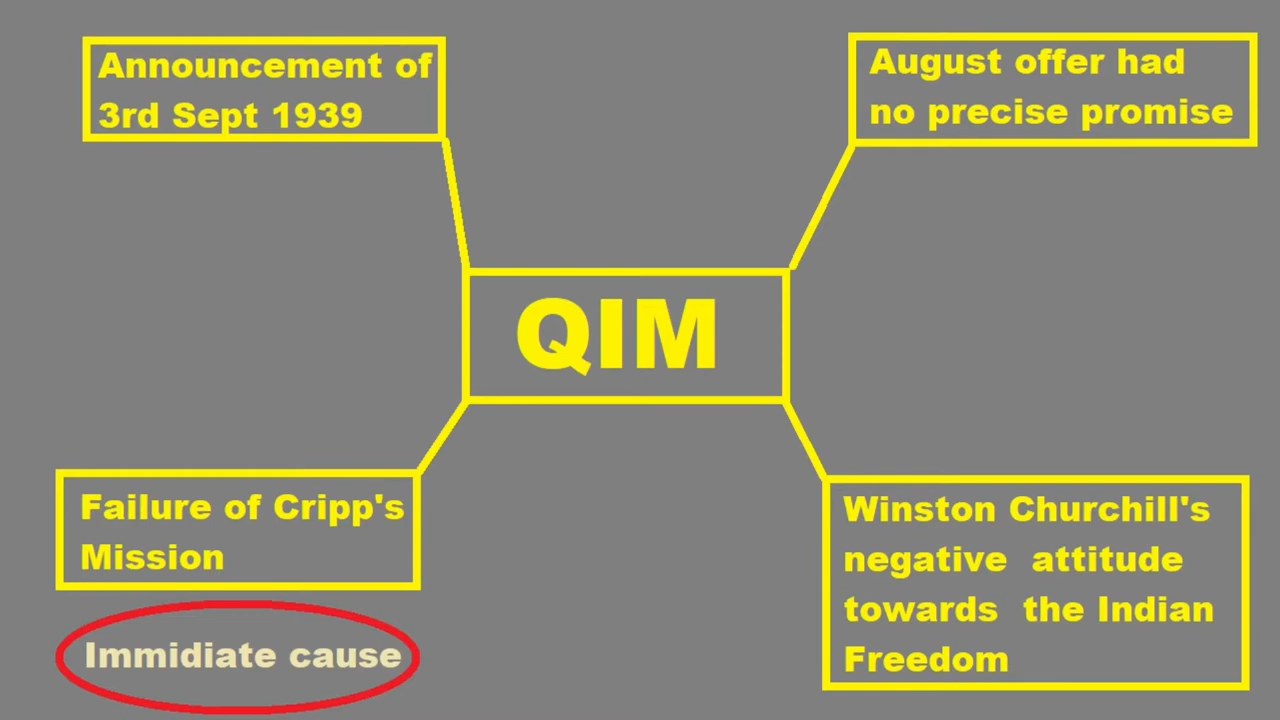 Announcement of
3rd Sept 1939
August offer had
no precise promise
QIM
Failure of Cripp's
Mission
Immidiate cause
Winston Churchill's
negative attitude
towards the Indian
Freedom